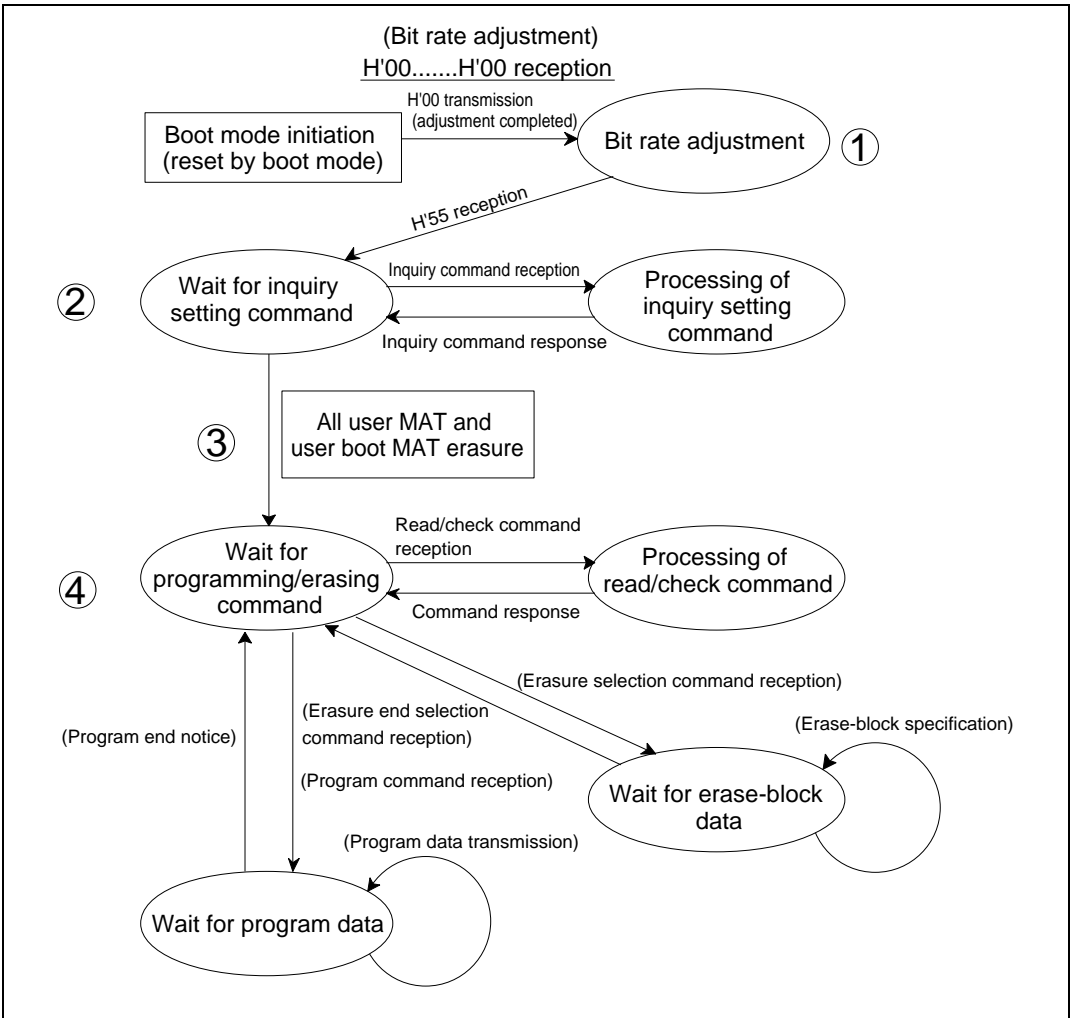 (Bit rate adjustment)
H'00.......H'00 reception
H'00 transmission
(adjustment completed)
Boot mode initiation
(reset by boot mode)
Bit rate adjustment
1
H'55 reception
2
Wait for inquiry
setting command
Inquiry command reception
Processing of
inquiry setting
command
Inquiry command response
3
All user MAT and
user boot MAT erasure
4
Wait for
programming/erasing
command
Read/check command
reception
Processing of
read/check command
Command response
(Erasure selection command reception)
(Program end notice)
(Erasure end selection
command reception)
(Program command reception)
(Erase-block specification)
Wait for erase-block
data
(Program data transmission)
Wait for program data